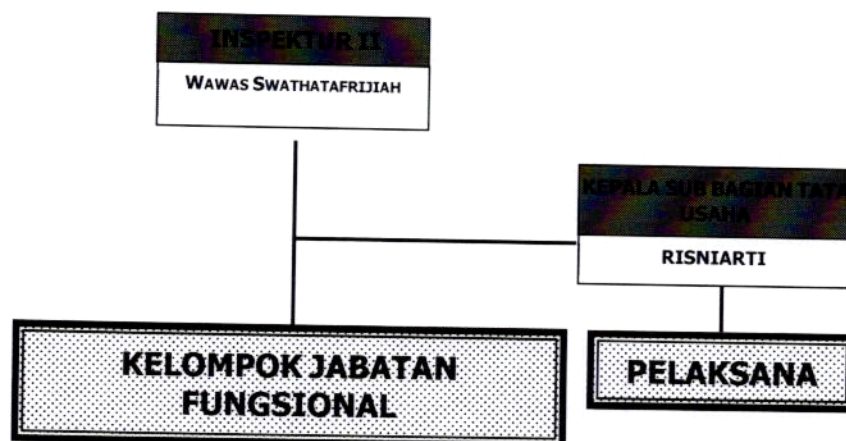 INSPEKTUR II
WAWAS SWATHATAFRIJIAH
KEPALA SUB BAGIAN TATA
USAHA
RISNIARTI
KELOMPOK JABATAN
FUNGSIONAL
PELAKSANA